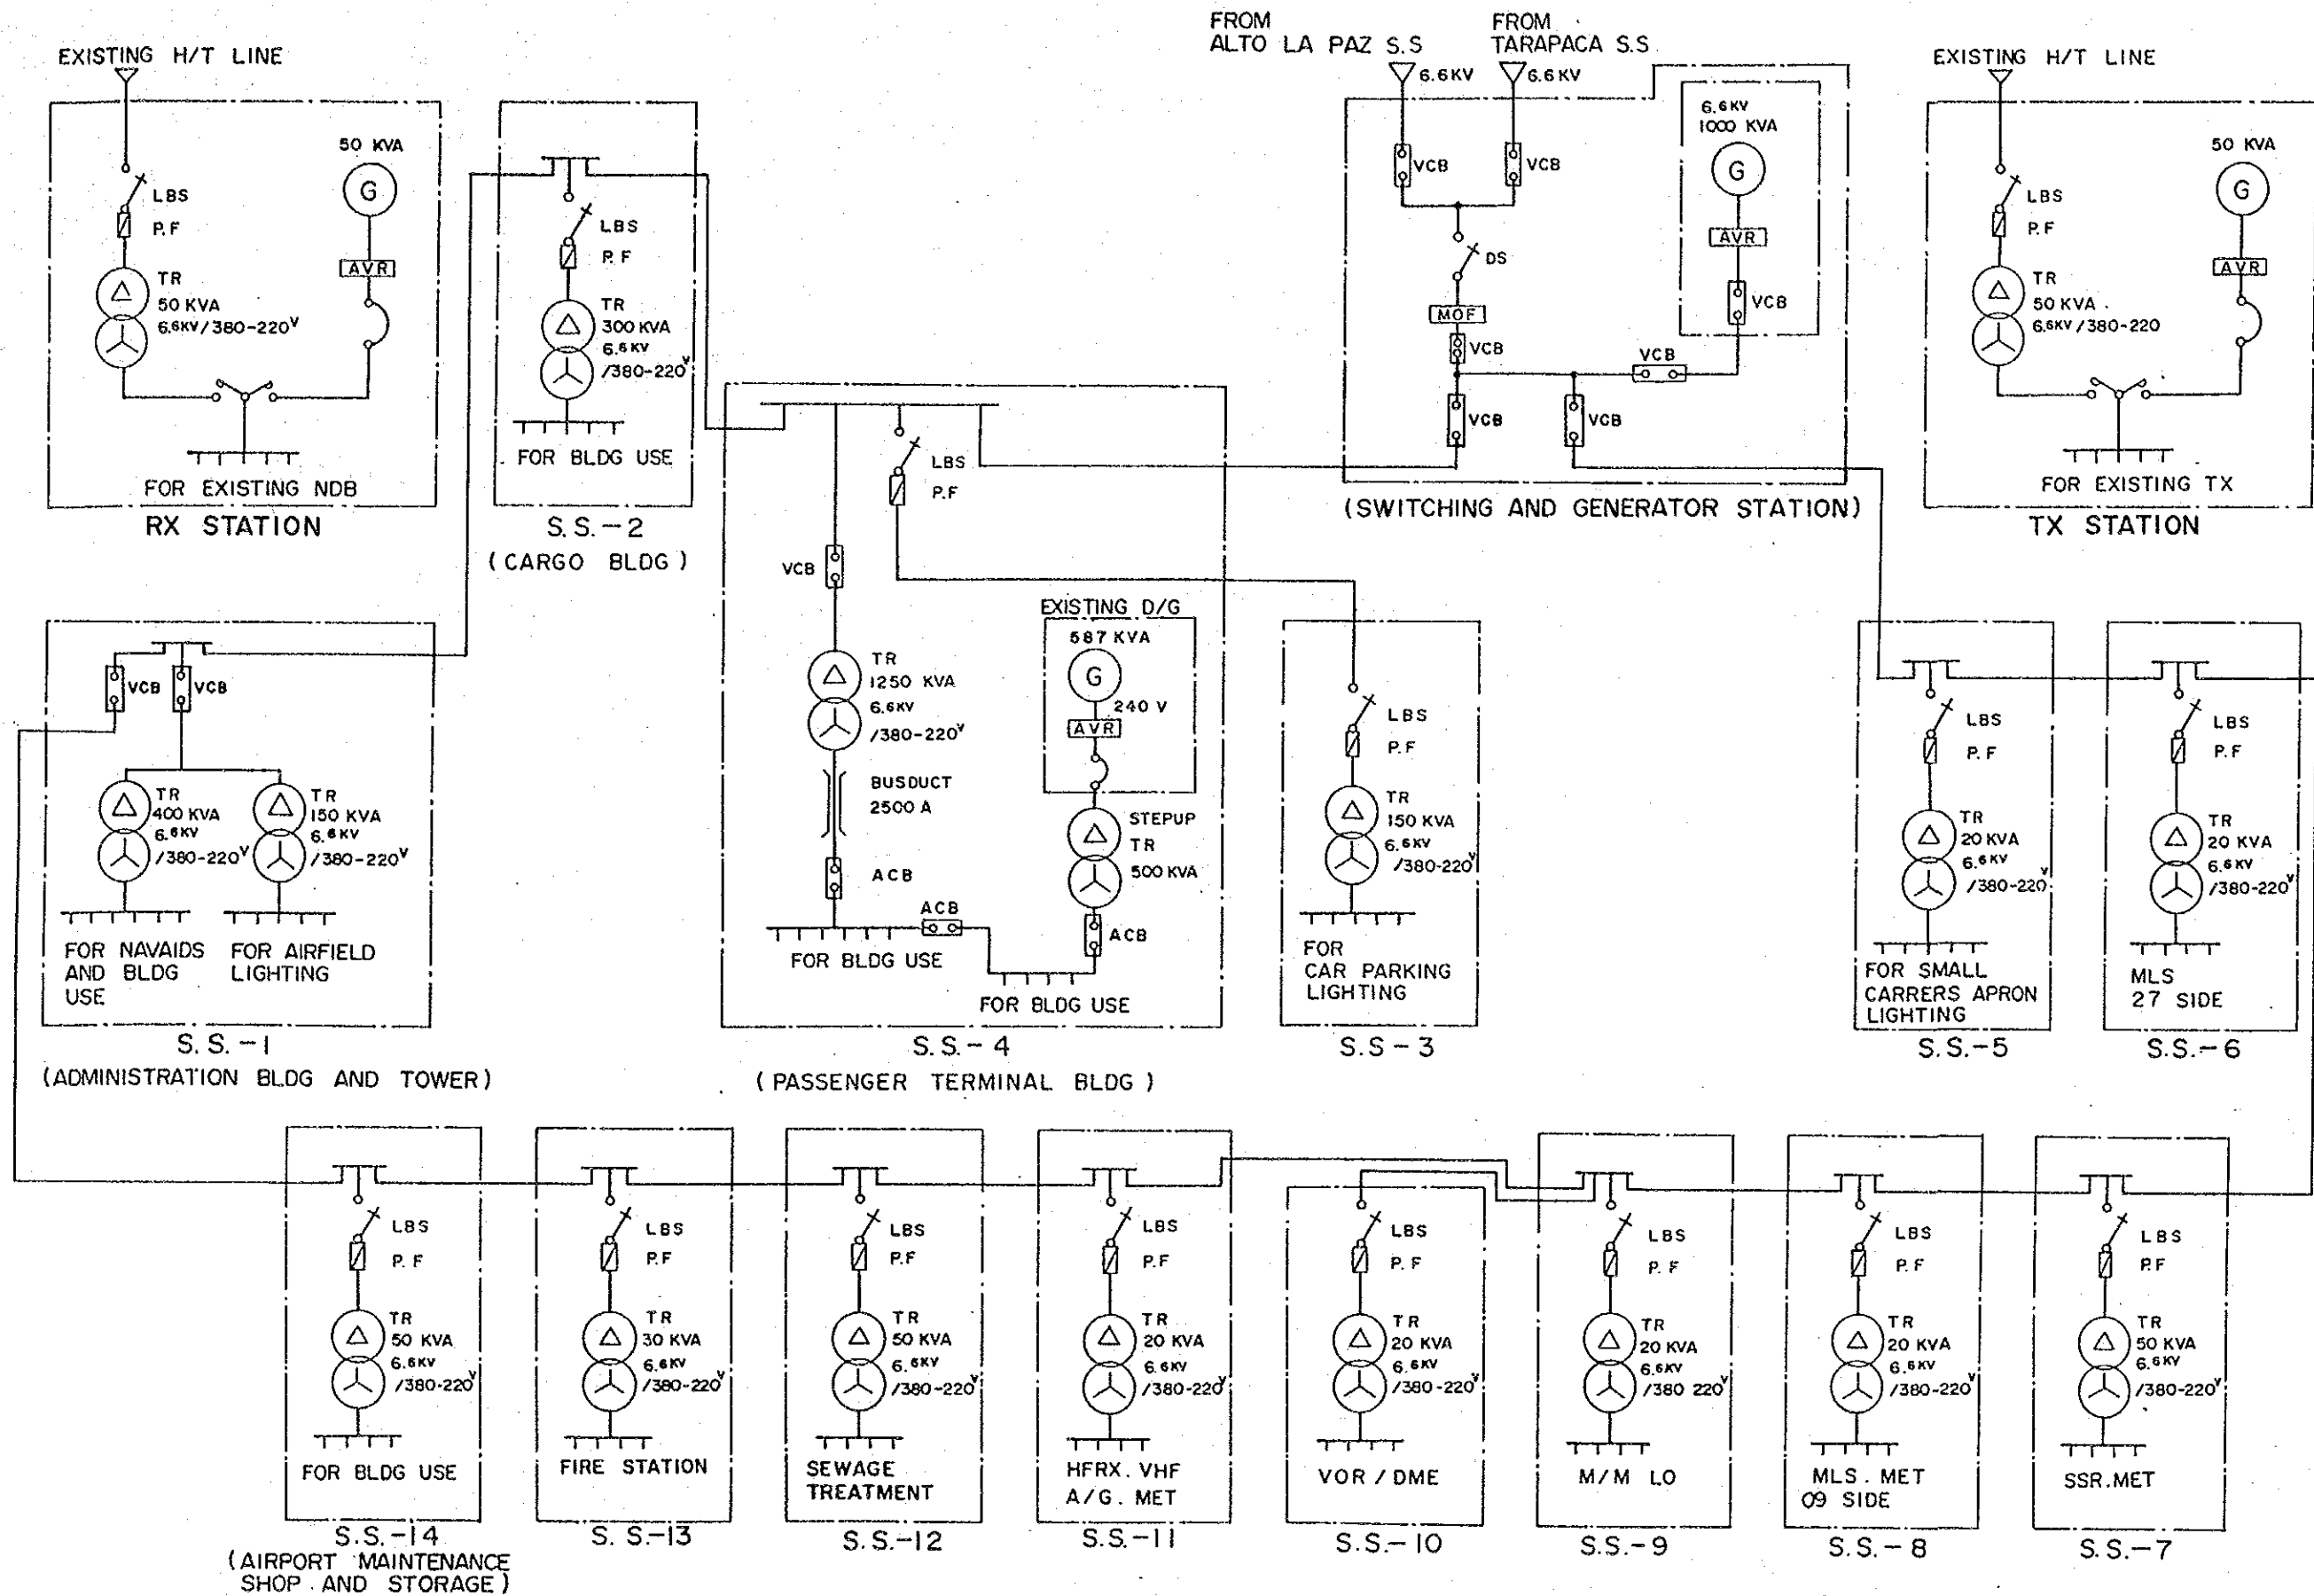 EXISTING H/T LINE
50 KVA
G
LBS
P.F
AVR
TR
50 KVA
6.6KV/380-220V
FOR EXISTING NDB
RX STATION
LBS
P.F
TR
300 KVA
6.6KV
/380-220V
FOR BLDG USE
S.S.-2
(CARGO BLDG)
FROM
ALTO LA PAZ S.S
FROM
TARAPACA S.S
6.6KV
6.6KV
VCB
VCB
DS
MOF
VCB
VCB
VCB
VCB
6.6KV
1000 KVA
G
AVR
VCB
(SWITCHING AND GENERATOR STATION)
EXISTING H/T LINE
50 KVA
G
LBS
P.F
AVR
TR
50 KVA
6.6KV/380-220
FOR EXISTING TX
TX STATION
VCB
VCB
TR
400 KVA
6.6KV
/380-220V
TR
150 KVA
6.6KV
/380-220V
FOR NAVAIDS
AND BLDG
USE
FOR AIRFIELD
LIGHTING
S.S.-1
(ADMINISTRATION BLDG AND TOWER)
LBS
P.F
VCB
TR
1250 KVA
6.6KV
/380-220V
BUSDUCT
2500 A
ACB
FOR BLDG USE
ACB
EXISTING D/G
587 KVA
G
240 V
AVR
STEPUP
TR
500 KVA
ACB
FOR BLDG USE
S.S.-4
(PASSENGER TERMINAL BLDG)
LBS
P.F
TR
150 KVA
6.6KV
/380-220V
FOR
CAR PARKING
LIGHTING
S.S-3
LBS
P.F
TR
20 KVA
6.6KV
/380-220V
FOR SMALL
CARRERS APRON
LIGHTING
S.S.-5
LBS
P.F
TR
20 KVA
6.6KV
/380-220V
MLS
27 SIDE
S.S.-6
LBS
P.F
TR
50 KVA
6.6KV
/380-220V
FOR BLDG USE
S.S.-14
(AIRPORT MAINTENANCE
SHOP AND STORAGE)
LBS
P.F
TR
30 KVA
6.6KV
/380-220V
FIRE STATION
S.S.-13
LBS
P.F
TR
50 KVA
6.6KV
/380-220V
SEWAGE
TREATMENT
S.S.-12
LBS
P.F
TR
20 KVA
6.6KV
/380-220V
HFRX. VHF
A/G. MET
S.S.-11
LBS
P.F
TR
20 KVA
6.6KV
/380-220V
VOR / DME
S.S.-10
LBS
P.F
TR
20 KVA
6.6KV
/380 220V
M/M LO
S.S.-9
LBS
P.F
TR
20 KVA
6.6KV
/380-220V
MLS. MET
09 SIDE
S.S.-8
LBS
P.F
TR
50 KVA
6.6KV
/380-220V
SSR.MET
S.S.-7